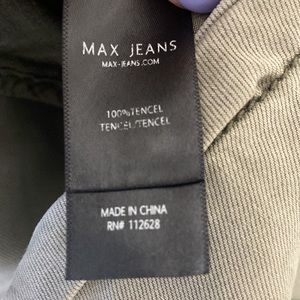 MAX JEANS
MAX-JEANS.COM
100%TENCEL
TENCEL/TENCEL
MADE IN CHINA
RN# 112628